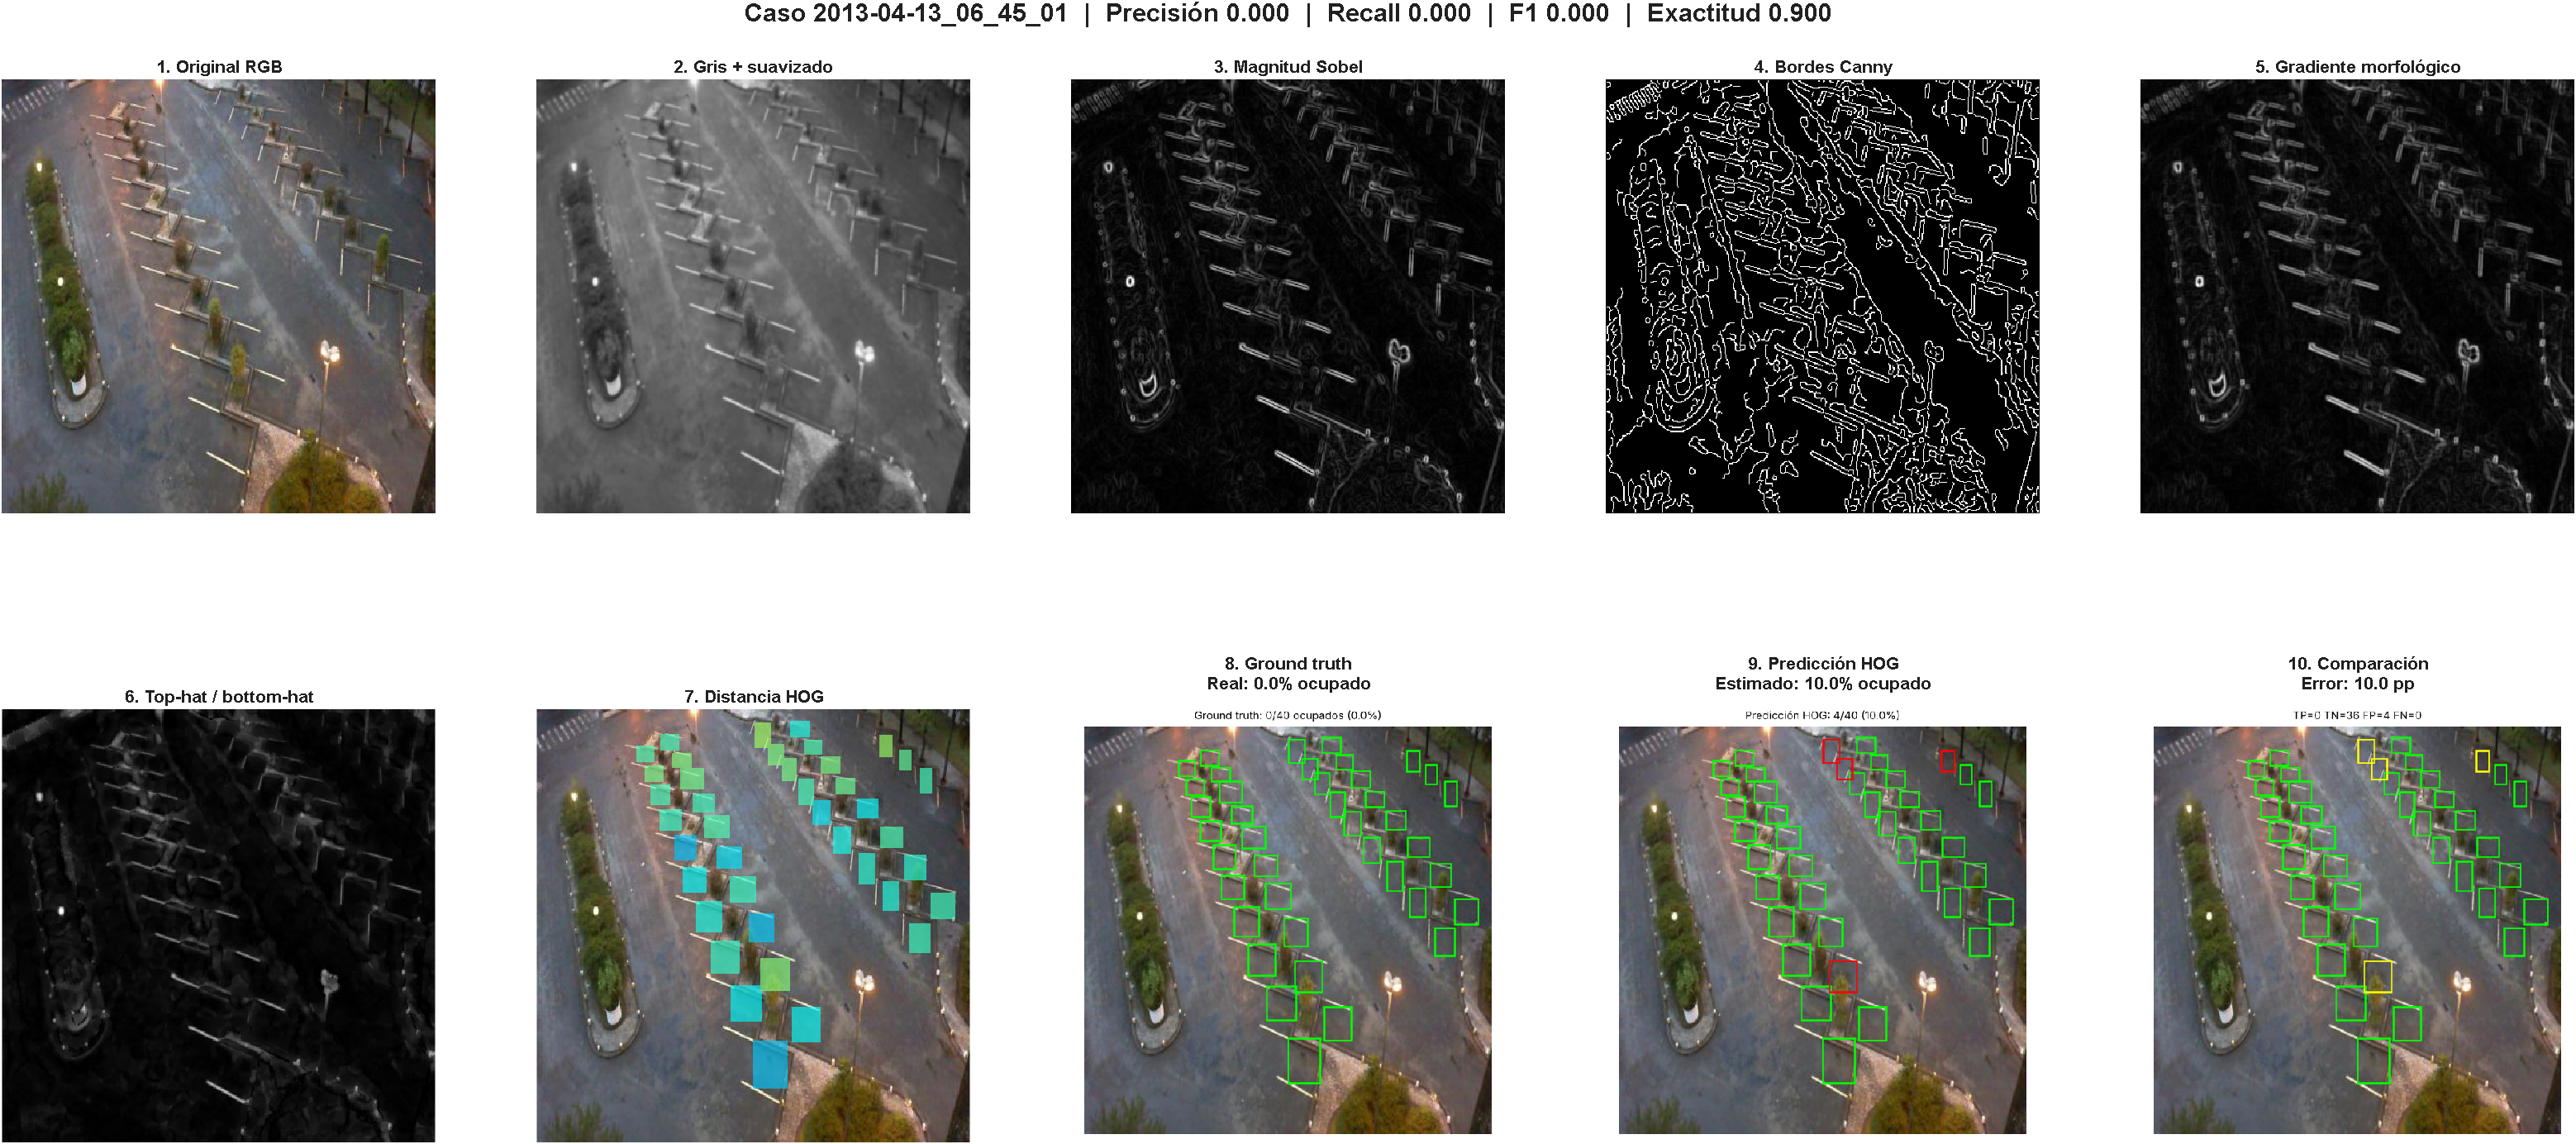 Caso 2013-04-13_06_45_01 | Precisión 0.000 | Recall 0.000 | F1 0.000 | Exactitud 0.900
1. Original RGB
2. Gris + suavizado
3. Magnitud Sobel
4. Bordes Canny
5. Gradiente morfológico
6. Top-hat / bottom-hat
7. Distancia HOG
8. Ground truth
Real: 0.0% ocupado
Ground truth: 0/40 ocupados (0.0%)
9. Predicción HOG
Estimado: 10.0% ocupado
Predicción HOG: 4/40 (10.0%)
10. Comparación
Error: 10.0 pp
TP=0 TN=36 FP=4 FN=0